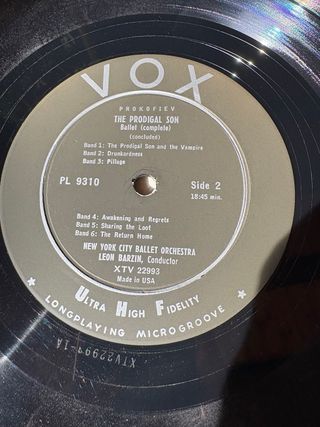 VOX
PROKOFIEV
THE PRODIGAL SON
Ballet (complete)
(concluded)
Band 1: The Prodigal Son and the Vampire
Band 2: Drunkardness
Band 3: Pillage
PL 9310
Side 2
18:45 min.
Band 4: Awakening and Regrets
Band 5: Sharing the Loot
Band 6: The Return Home
NEW YORK CITY BALLET ORCHESTRA
LEON BARZIN, Conductor
XTV 22993
Made in USA
ULTRA HIGH FIDELITY
★ LONGPLAYING MICROGROOVE ★